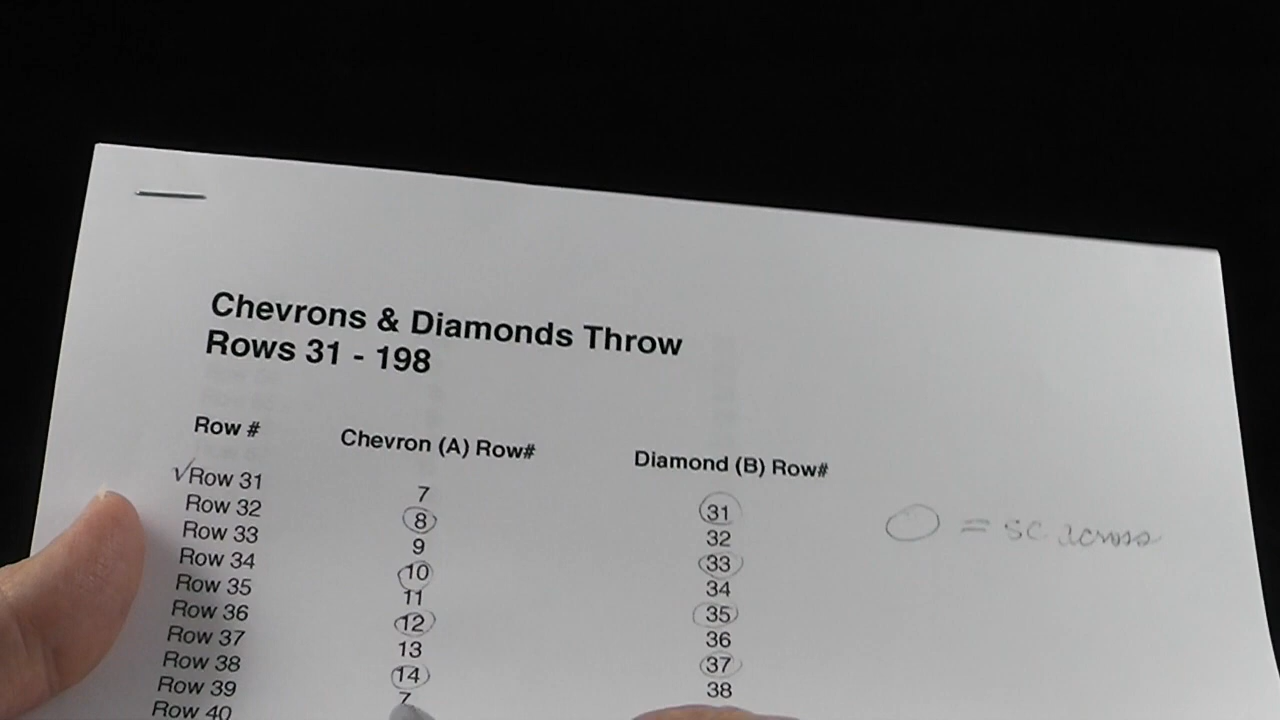 Chevrons & Diamonds Throw
Rows 31 - 198
Row # Chevron (A) Row# Diamond (B) Row#
√Row 31 7 31
Row 32 8 32
Row 33 9 33
Row 34 10 34
Row 35 11 35
Row 36 12 36
Row 37 13 37
Row 38 14 38
Row 39 7
Row 40
O = sc across